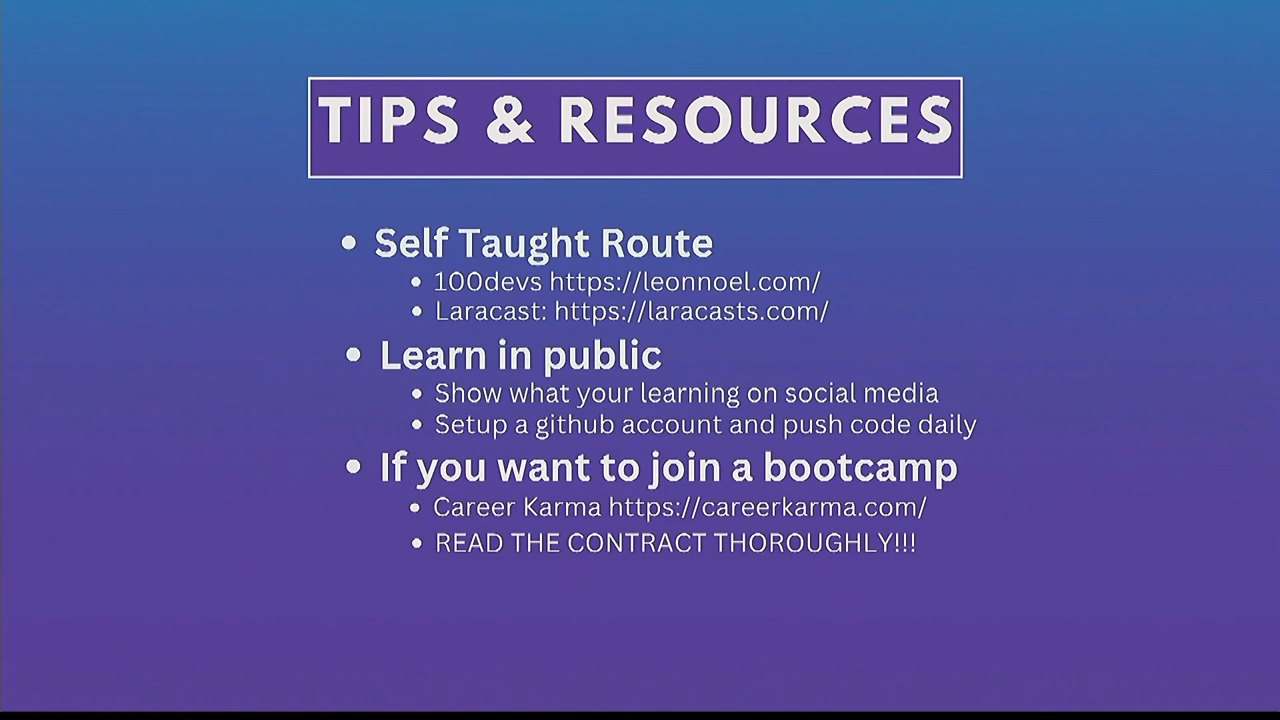 TIPS & RESOURCES
• Self Taught Route
• 100devs https://leonnoel.com/
• Laracast: https://laracasts.com/
• Learn in public
• Show what your learning on social media
• Setup a github account and push code daily
• If you want to join a bootcamp
• Career Karma https://careerkarma.com/
• READ THE CONTRACT THOROUGHLY!!!